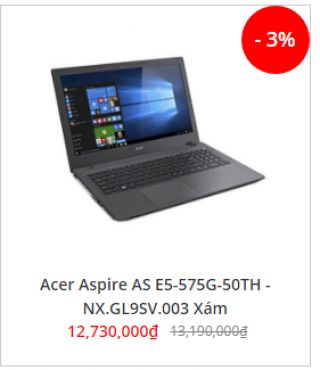 - 3%
Acer Aspire AS E5-575G-50TH -
NX.GL9SV.003 Xám
12,730,000₫ 13,190,000₫